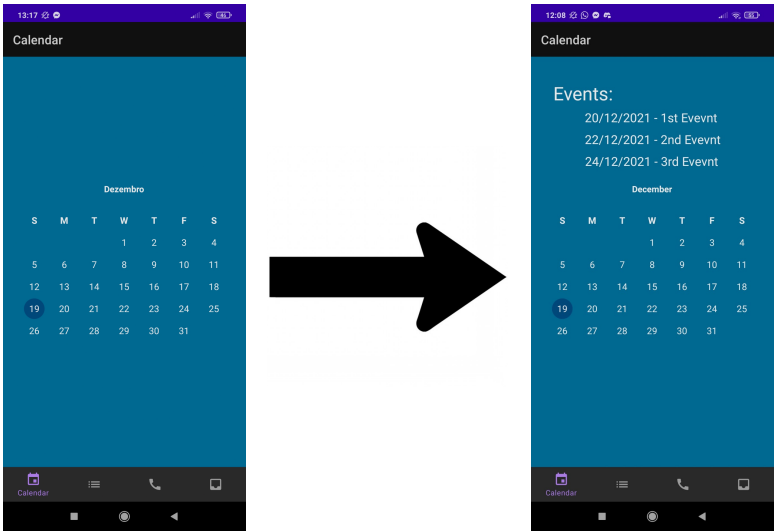 13:17
Calendar
Dezembro
S M T W T F S
1 2 3 4
5 6 7 8 9 10 11
12 13 14 15 16 17 18
19 20 21 22 23 24 25
26 27 28 29 30 31
Calendar
12:08
Calendar
Events:
20/12/2021 - 1st Evevnt
22/12/2021 - 2nd Evevnt
24/12/2021 - 3rd Evevnt
December
S M T W T F S
1 2 3 4
5 6 7 8 9 10 11
12 13 14 15 16 17 18
19 20 21 22 23 24 25
26 27 28 29 30 31
Calendar